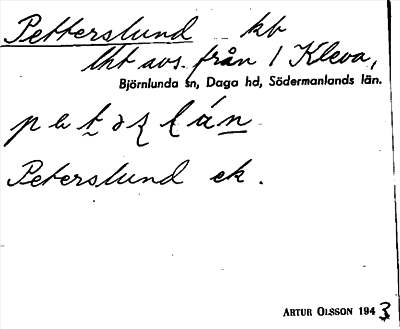 Petterslund kb
lht avs. från 1 Kleva,
Björnlunda sn, Daga hd, Södermanlands län.
Peterslund ek.
ARTUR OLSSON 1943